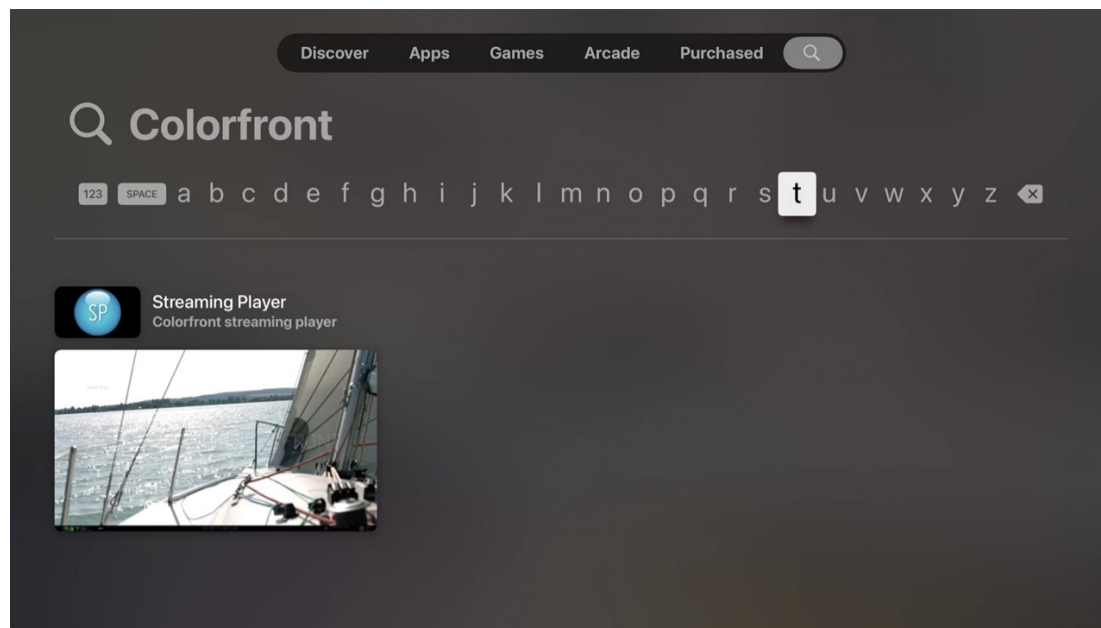 Discover Apps Games Arcade Purchased
Colorfront
123 SPACE a b c d e f g h i j k l m n o p q r s t u v w x y z
SP
Streaming Player
Colorfront streaming player